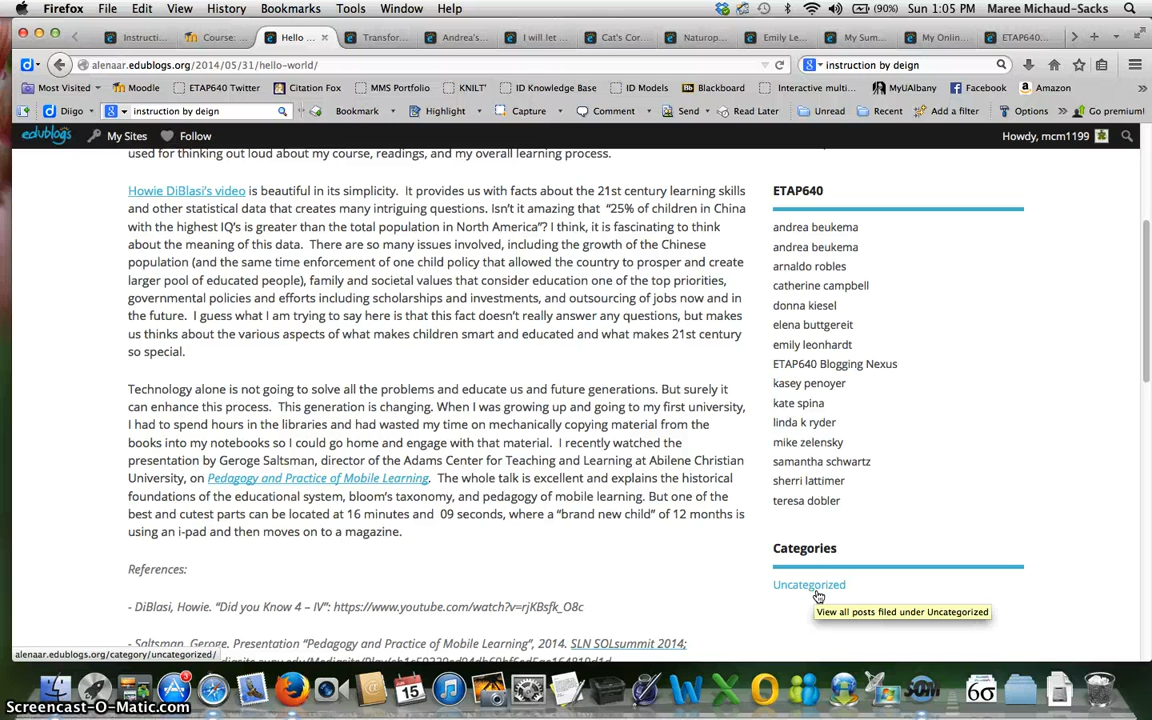 Firefox File Edit View History Bookmarks Tools Window Help (90%) Sun 1:05 PM Maree Michaud-Sacks
Instructi Course: Hello ... × Transfor... Andrea's I will let Cat's Cor... Naturop... Emily Le... My Sum... My Onlin... ETAP640...
alenaar.edublogs.org/2014/05/31/hello-world/ instruction by deign
Most Visited Moodle ETAP640 Twitter Citation Fox MMS Portfolio KNILT' ID Knowledge Base ID Models Blackboard Interactive multi... MyUAlbany Facebook Amazon
Diigo instruction by deign Bookmark Highlight Capture Comment Send Read Later Unread Recent Add a filter Options Go premium!
edublogs My Sites Follow Howdy, mcm1199
used for thinking out loud about my course, readings, and my overall learning process.
Howie DiBlasi's video is beautiful in its simplicity. It provides us with facts about the 21st century learning skills
and other statistical data that creates many intriguing questions. Isn't it amazing that "25% of children in China
with the highest IQ's is greater than the total population in North America"? I think, it is fascinating to think
about the meaning of this data. There are so many issues involved, including the growth of the Chinese
population (and the same time enforcement of one child policy that allowed the country to prosper and create
larger pool of educated people), family and societal values that consider education one of the top priorities,
governmental policies and efforts including scholarships and investments, and outsourcing of jobs now and in
the future. I guess what I am trying to say here is that this fact doesn't really answer any questions, but makes
us thinks about the various aspects of what makes children smart and educated and what makes 21st century
so special.
Technology alone is not going to solve all the problems and educate us and future generations. But surely it
can enhance this process. This generation is changing. When I was growing up and going to my first university,
I had to spend hours in the libraries and had wasted my time on mechanically copying material from the
books into my notebooks so I could go home and engage with that material. I recently watched the
presentation by Geroge Saltsman, director of the Adams Center for Teaching and Learning at Abilene Christian
University, on Pedagogy and Practice of Mobile Learning. The whole talk is excellent and explains the historical
foundations of the educational system, bloom's taxonomy, and pedagogy of mobile learning. But one of the
best and cutest parts can be located at 16 minutes and 09 seconds, where a "brand new child" of 12 months is
using an i-pad and then moves on to a magazine.
References:
- DiBlasi, Howie. "Did you Know 4 – IV": https://www.youtube.com/watch?v=rjKBsfk_O8c
- Saltsman, Geroge. Presentation "Pedagogy and Practice of Mobile Learning", 2014. SLN SOLsummit 2014;
ETAP640
andrea beukema
andrea beukema
arnaldo robles
catherine campbell
donna kiesel
elena buttgereit
emily leonhardt
ETAP640 Blogging Nexus
kasey penoyer
kate spina
linda k ryder
mike zelensky
samantha schwartz
sherri lattimer
teresa dobler
Categories
Uncategorized
View all posts filed under Uncategorized
alenaar.edublogs.org/category/uncategorized/
Screencast-O-Matic.com